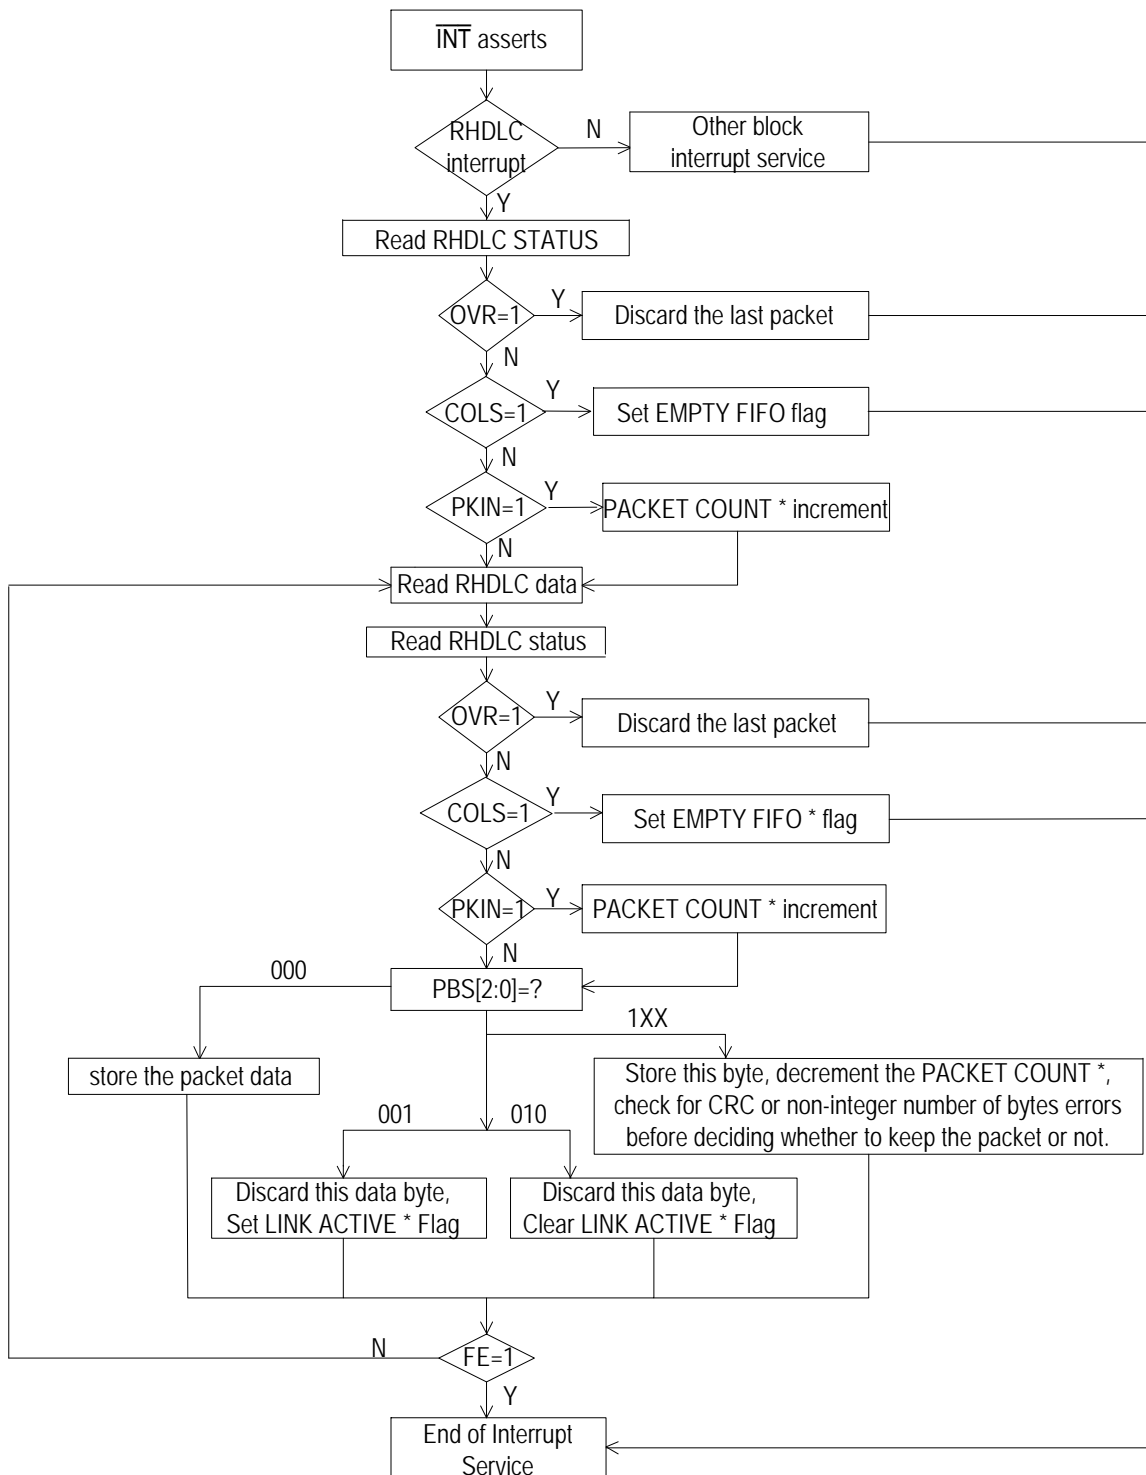 INT asserts
RHDLC
interrupt
N
Other block
interrupt service
Y
Read RHDLC STATUS
OVR=1
Y
Discard the last packet
N
COLS=1
Y
Set EMPTY FIFO flag
N
PKIN=1
Y
PACKET COUNT * increment
N
Read RHDLC data
Read RHDLC status
OVR=1
Y
Discard the last packet
N
COLS=1
Y
Set EMPTY FIFO * flag
N
PKIN=1
Y
PACKET COUNT * increment
N
000
PBS[2:0]=?
1XX
store the packet data
Store this byte, decrement the PACKET COUNT *,
check for CRC or non-integer number of bytes errors
before deciding whether to keep the packet or not.
001
010
Discard this data byte,
Set LINK ACTIVE * Flag
Discard this data byte,
Clear LINK ACTIVE * Flag
N
FE=1
Y
End of Interrupt
Service